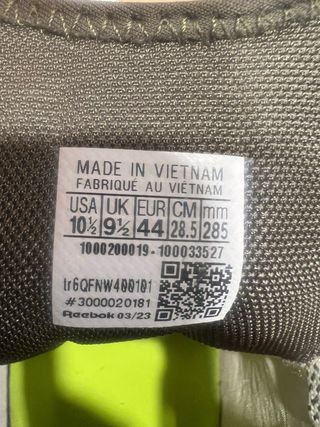 MADE IN VIETNAM
FABRIQUÉ AU VIÊTNAM
USA UK EUR CM mm
10½ 9½ 44 28.5 285
1000200019-100033527
tr6QFNW400101
#3000020181
Reebok 03/23